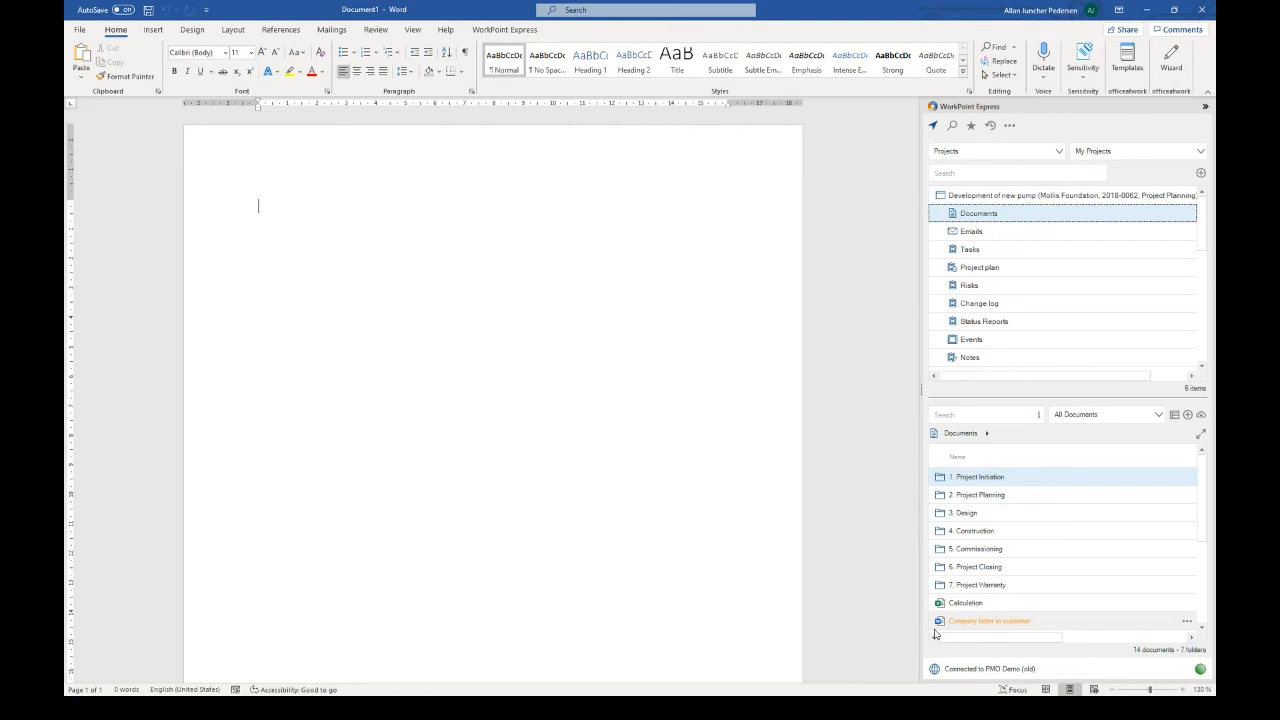 AutoSave Off Document1 - Word Search Allan Juncher Pedersen AJ
File Home Insert Design Layout References Mailings Review View Help WorkPoint Express Share Comments
Paste Cut Copy Format Painter
Calibri (Body) 11
Normal No Spac... Heading 1 Heading 2 Title Subtitle Subtle Em... Emphasis Intense E... Strong Quote
Find Replace Select
Dictate Sensitivity Templates Wizard
Clipboard Font Paragraph Styles Editing Voice Sensitivity officeatwork officeatwork
WorkPoint Express
Projects My Projects
Search
Development of new pump (Mollis Foundation, 2018-0062, Project Planning,
Documents
Emails
Tasks
Project plan
Risks
Change log
Status Reports
Events
Notes
6 items
Search All Documents
Documents
Name
1. Project Initiation
2. Project Planning
3. Design
4. Construction
5. Commissioning
6. Project Closing
7. Project Warranty
Calculation
Company letter to customer
14 documents - 7 folders
Connected to PMO Demo (old)
Page 1 of 1 0 words English (United States) Accessibility: Good to go Focus 130 %